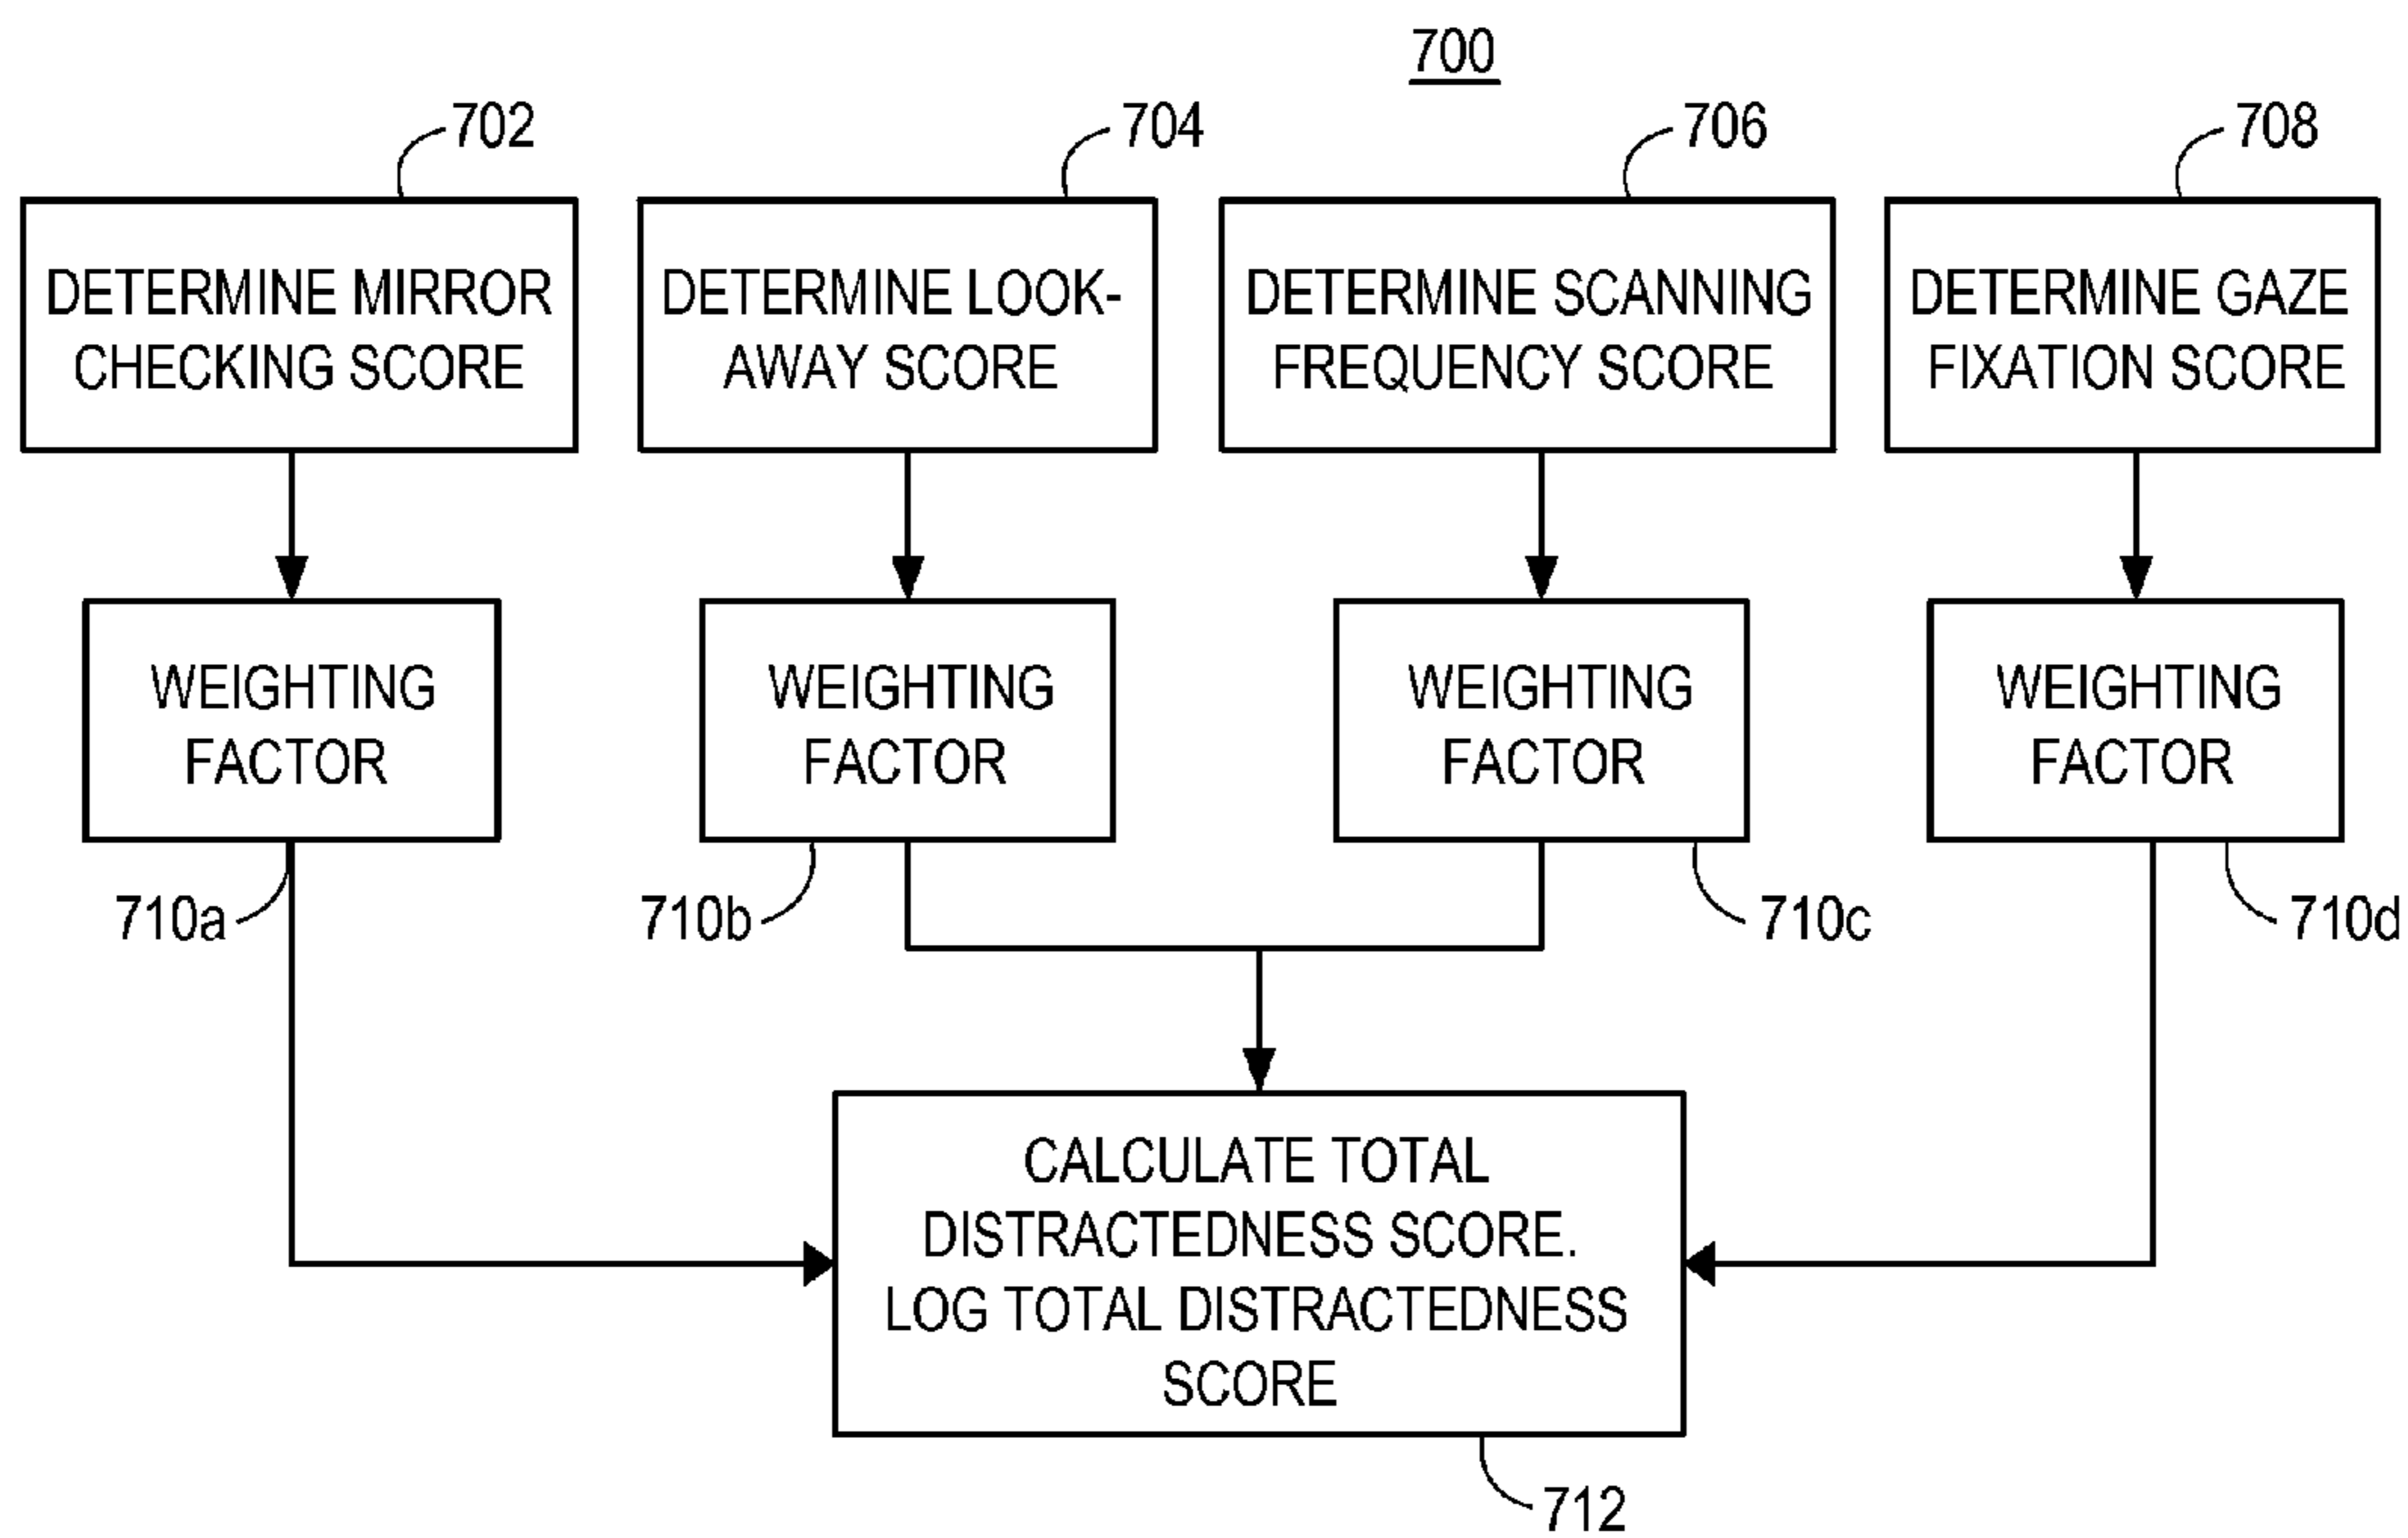 700
702
704
706
708
DETERMINE MIRROR
CHECKING SCORE
DETERMINE LOOK-
AWAY SCORE
DETERMINE SCANNING
FREQUENCY SCORE
DETERMINE GAZE
FIXATION SCORE
WEIGHTING
FACTOR
WEIGHTING
FACTOR
WEIGHTING
FACTOR
WEIGHTING
FACTOR
710a
710b
710c
710d
CALCULATE TOTAL
DISTRACTEDNESS SCORE.
LOG TOTAL DISTRACTEDNESS
SCORE
712